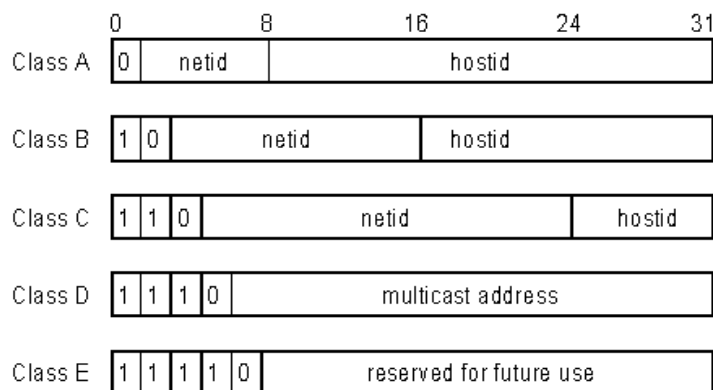 0 8 16 24 31
Class A 0 netid hostid
Class B 1 0 netid hostid
Class C 1 1 0 netid hostid
Class D 1 1 1 0 multicast address
Class E 1 1 1 1 0 reserved for future use